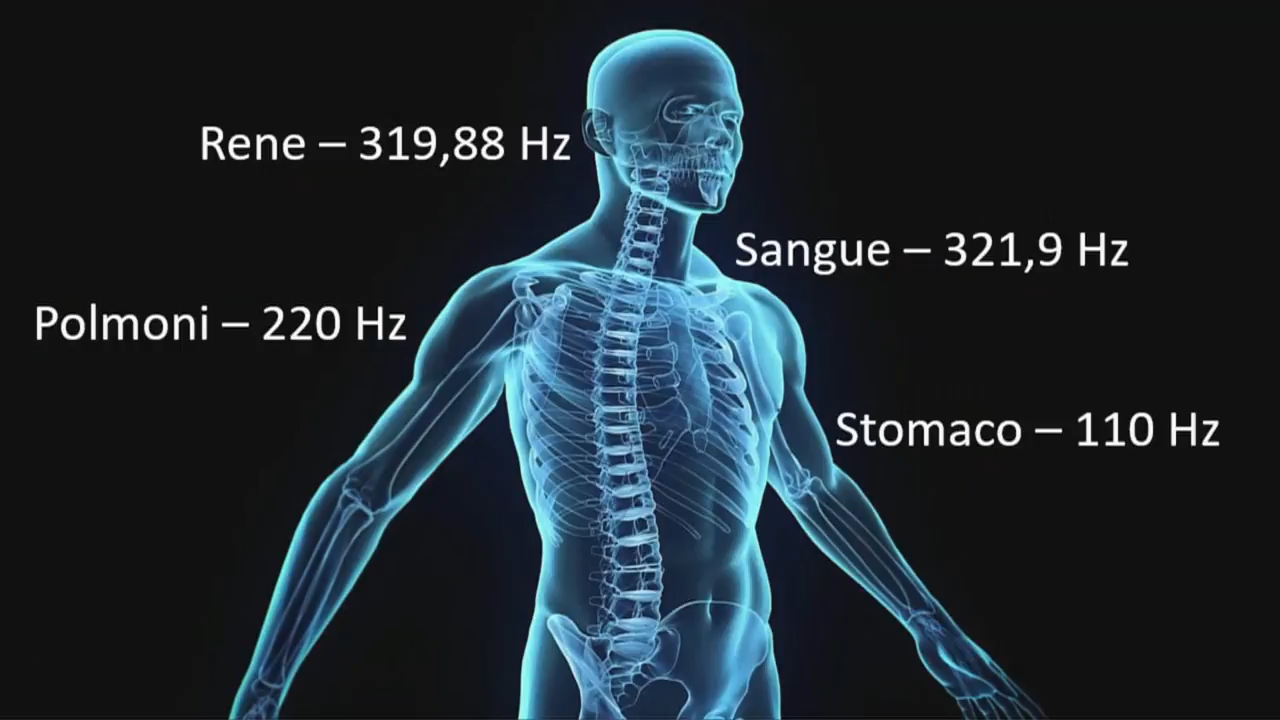 Rene – 319,88 Hz
Sangue – 321,9 Hz
Polmoni – 220 Hz
Stomaco – 110 Hz